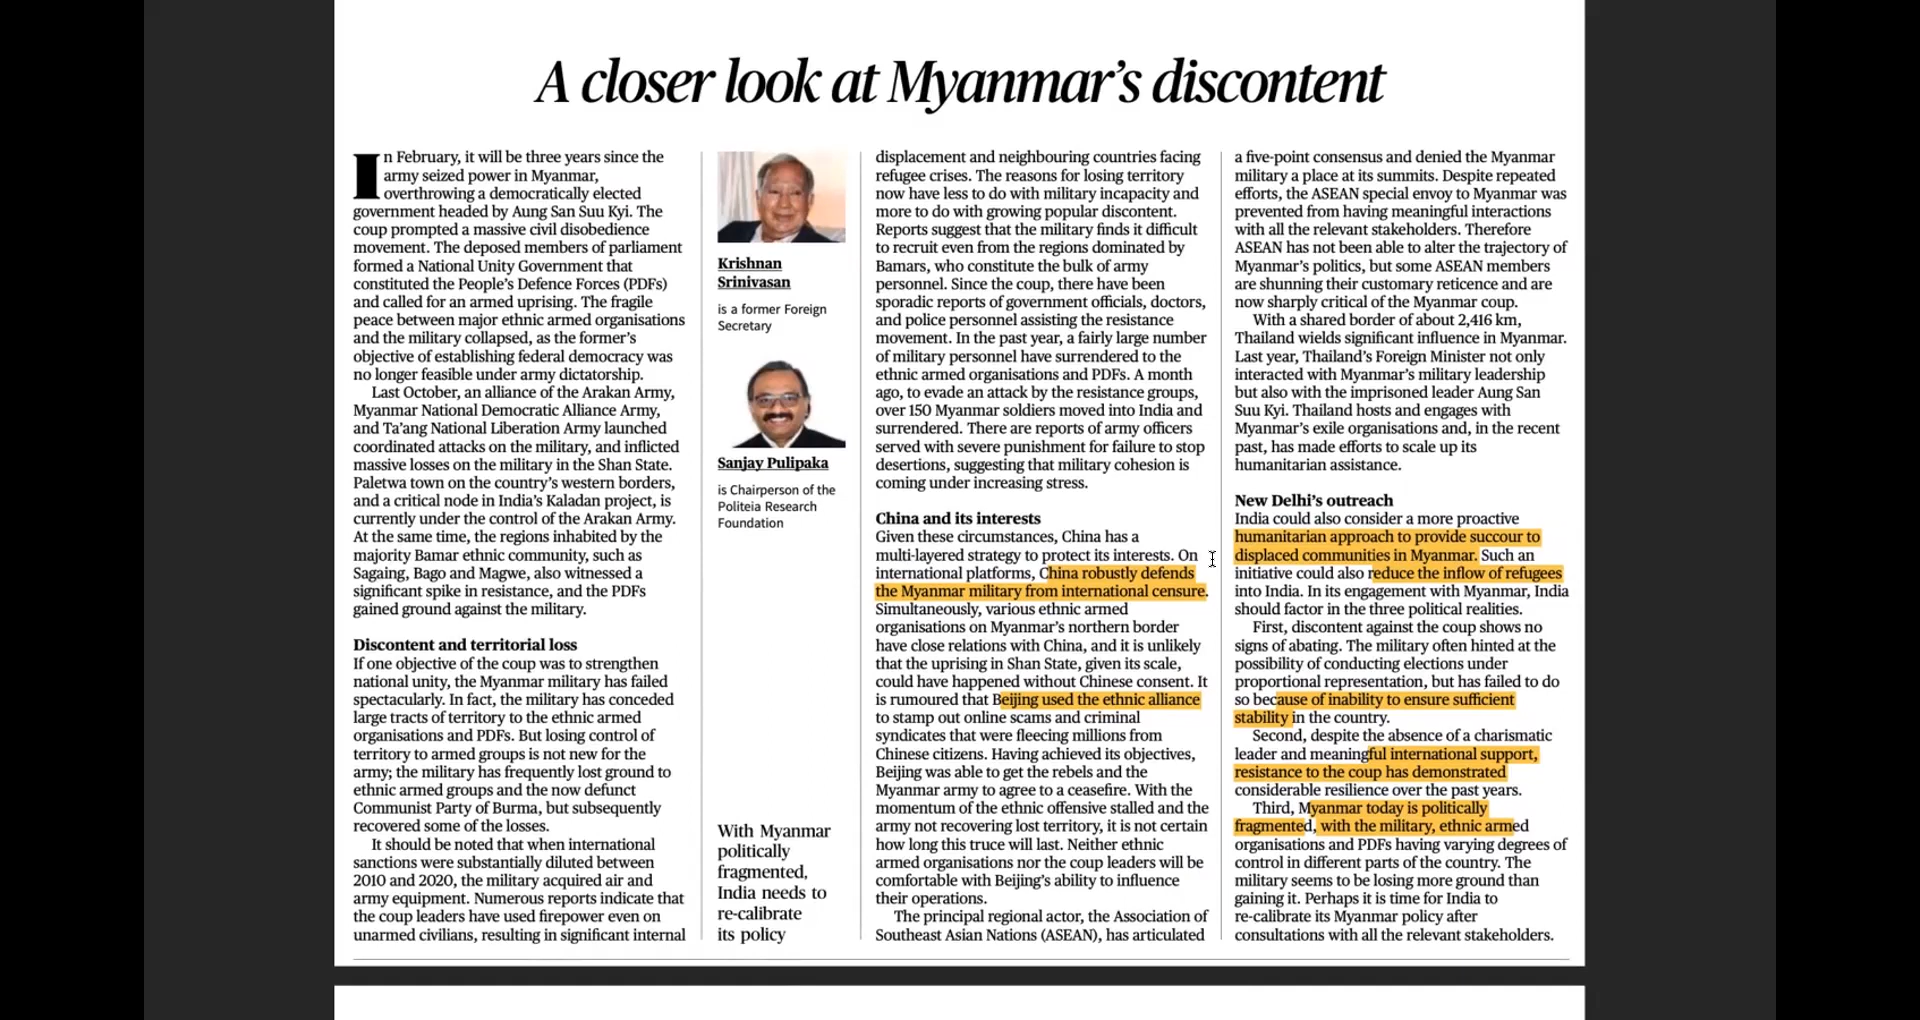 A closer look at Myanmar's discontent
In February, it will be three years since the
army seized power in Myanmar,
overthrowing a democratically elected
government headed by Aung San Suu Kyi. The
coup prompted a massive civil disobedience
movement. The deposed members of parliament
formed a National Unity Government that
constituted the People's Defence Forces (PDFs)
and called for an armed uprising. The fragile
peace between major ethnic armed organisations
and the military collapsed, as the former's
objective of establishing federal democracy was
no longer feasible under army dictatorship.
Last October, an alliance of the Arakan Army,
Myanmar National Democratic Alliance Army,
and Ta'ang National Liberation Army launched
coordinated attacks on the military, and inflicted
massive losses on the military in the Shan State.
Paletwa town on the country's western borders,
and a critical node in India's Kaladan project, is
currently under the control of the Arakan Army.
At the same time, the regions inhabited by the
majority Bamar ethnic community, such as
Sagaing, Bago and Magwe, also witnessed a
significant spike in resistance, and the PDFs
gained ground against the military.
Discontent and territorial loss
If one objective of the coup was to strengthen
national unity, the Myanmar military has failed
spectacularly. In fact, the military has conceded
large tracts of territory to the ethnic armed
organisations and PDFs. But losing control of
territory to armed groups is not new for the
army; the military has frequently lost ground to
ethnic armed groups and the now defunct
Communist Party of Burma, but subsequently
recovered some of the losses.
It should be noted that when international
sanctions were substantially diluted between
2010 and 2020, the military acquired air and
army equipment. Numerous reports indicate that
the coup leaders have used firepower even on
unarmed civilians, resulting in significant internal
Krishnan
Srinivasan
is a former Foreign
Secretary
Sanjay Pulipaka
is Chairperson of the
Politeia Research
Foundation
With Myanmar
politically
fragmented,
India needs to
re-calibrate
its policy
displacement and neighbouring countries facing
refugee crises. The reasons for losing territory
now have less to do with military incapacity and
more to do with growing popular discontent.
Reports suggest that the military finds it difficult
to recruit even from the regions dominated by
Bamars, who constitute the bulk of army
personnel. Since the coup, there have been
sporadic reports of government officials, doctors,
and police personnel assisting the resistance
movement. In the past year, a fairly large number
of military personnel have surrendered to the
ethnic armed organisations and PDFs. A month
ago, to evade an attack by the resistance groups,
over 150 Myanmar soldiers moved into India and
surrendered. There are reports of army officers
served with severe punishment for failure to stop
desertions, suggesting that military cohesion is
coming under increasing stress.
China and its interests
Given these circumstances, China has a
multi-layered strategy to protect its interests. On
international platforms, China robustly defends
the Myanmar military from international censure.
Simultaneously, various ethnic armed
organisations on Myanmar's northern border
have close relations with China, and it is unlikely
that the uprising in Shan State, given its scale,
could have happened without Chinese consent. It
is rumoured that Beijing used the ethnic alliance
to stamp out online scams and criminal
syndicates that were fleecing millions from
Chinese citizens. Having achieved its objectives,
Beijing was able to get the rebels and the
Myanmar army to agree to a ceasefire. With the
momentum of the ethnic offensive stalled and the
army not recovering lost territory, it is not certain
how long this truce will last. Neither ethnic
armed organisations nor the coup leaders will be
comfortable with Beijing's ability to influence
their operations.
The principal regional actor, the Association of
Southeast Asian Nations (ASEAN), has articulated
a five-point consensus and denied the Myanmar
military a place at its summits. Despite repeated
efforts, the ASEAN special envoy to Myanmar was
prevented from having meaningful interactions
with all the relevant stakeholders. Therefore
ASEAN has not been able to alter the trajectory of
Myanmar's politics, but some ASEAN members
are shunning their customary reticence and are
now sharply critical of the Myanmar coup.
With a shared border of about 2,416 km,
Thailand wields significant influence in Myanmar.
Last year, Thailand's Foreign Minister not only
interacted with Myanmar's military leadership
but also with the imprisoned leader Aung San
Suu Kyi. Thailand hosts and engages with
Myanmar's exile organisations and, in the recent
past, has made efforts to scale up its
humanitarian assistance.
New Delhi's outreach
India could also consider a more proactive
humanitarian approach to provide succour to
displaced communities in Myanmar. Such an
initiative could also reduce the inflow of refugees
into India. In its engagement with Myanmar, India
should factor in the three political realities.
First, discontent against the coup shows no
signs of abating. The military often hinted at the
possibility of conducting elections under
proportional representation, but has failed to do
so because of inability to ensure sufficient
stability in the country.
Second, despite the absence of a charismatic
leader and meaningful international support,
resistance to the coup has demonstrated
considerable resilience over the past years.
Third, Myanmar today is politically
fragmented, with the military, ethnic armed
organisations and PDFs having varying degrees of
control in different parts of the country. The
military seems to be losing more ground than
gaining it. Perhaps it is time for India to
re-calibrate its Myanmar policy after
consultations with all the relevant stakeholders.